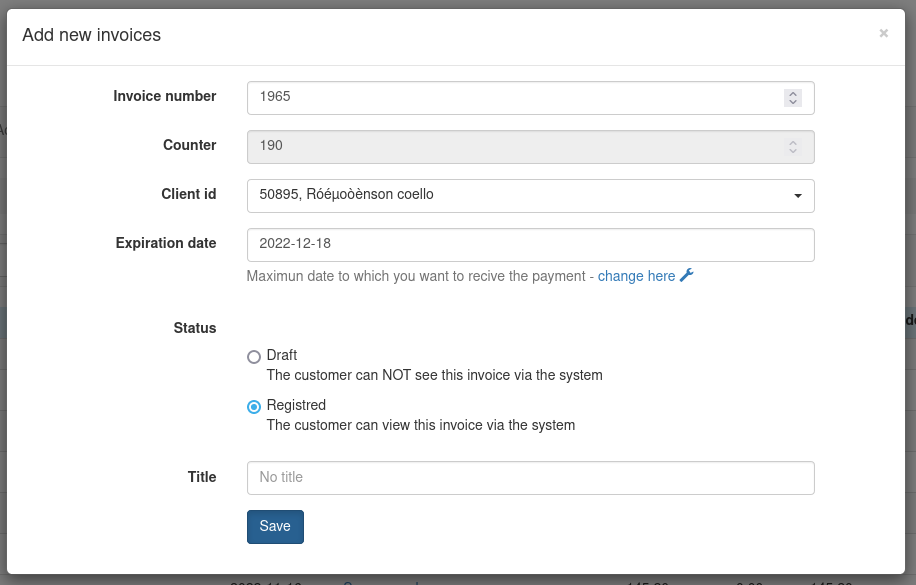 Add new invoices
×
Invoice number 1965
Counter 190
Client id 50895, Róéμoòènson coello
Expiration date 2022-12-18
Maximun date to which you want to recive the payment - change here
Status
Draft
The customer can NOT see this invoice via the system
Registred
The customer can view this invoice via the system
Title No title
Save